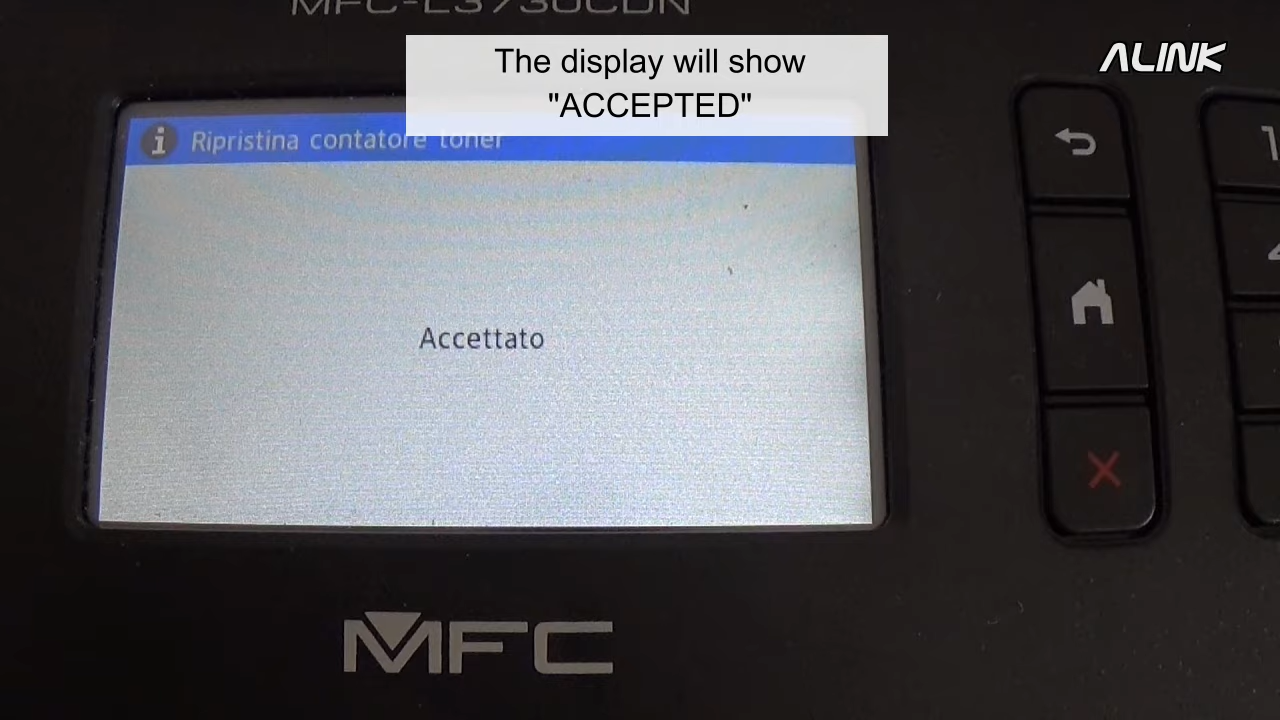 MFC-L3730CDN
The display will show
"ACCEPTED"
ALINK
Ripristina contatore toner
Accettato
MFC